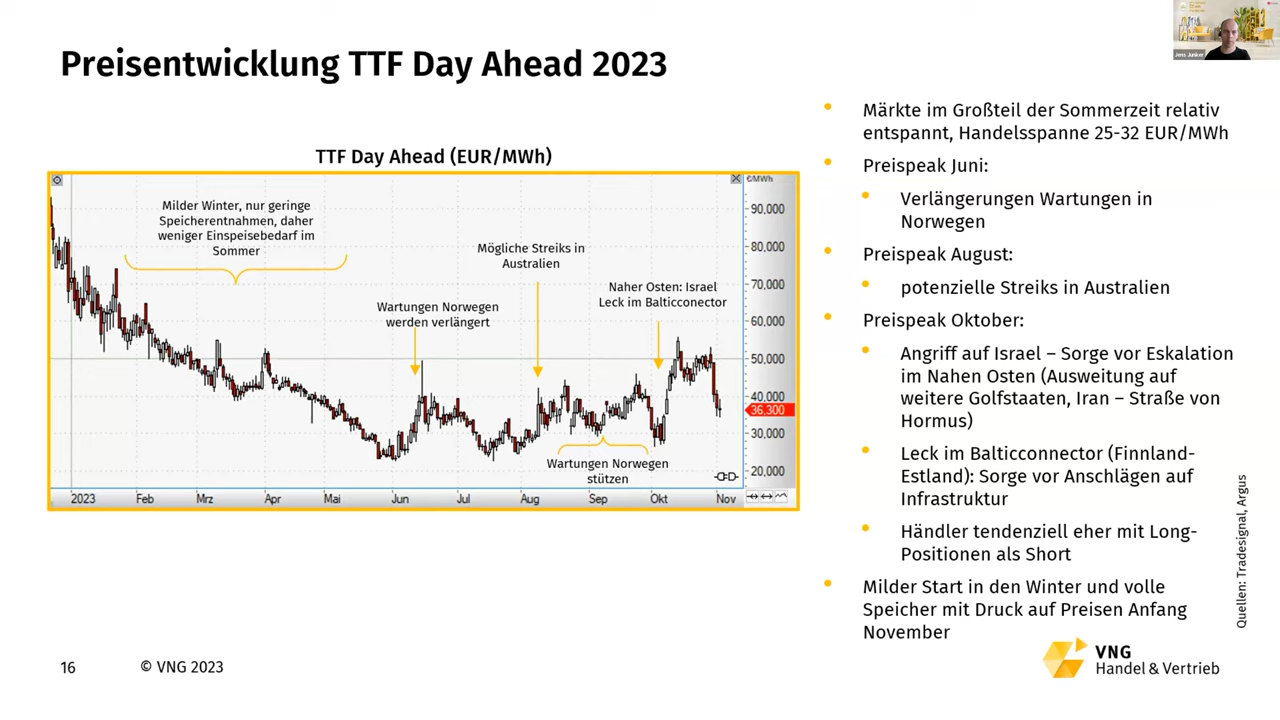 Preisentwicklung TTF Day Ahead 2023
Jens Junker
TTF Day Ahead (EUR/MWh)
€/MWh
90,000
80,000
70,000
60,000
50,000
40,000
36,300
30,000
20,000
Milder Winter, nur geringe
Speicherentnahmen, daher
weniger Einspeisebedarf im
Sommer
Wartungen Norwegen
werden verlängert
Mögliche Streiks in
Australien
Naher Osten: Israel
Leck im Balticconector
Wartungen Norwegen
stützen
2023 Feb Mrz Apr Mai Jun Jul Aug Sep Okt Nov
• Märkte im Großteil der Sommerzeit relativ
entspannt, Handelsspanne 25-32 EUR/MWh
• Preispeak Juni:
• Verlängerungen Wartungen in
Norwegen
• Preispeak August:
• potenzielle Streiks in Australien
• Preispeak Oktober:
• Angriff auf Israel – Sorge vor Eskalation
im Nahen Osten (Ausweitung auf
weitere Golfstaaten, Iran – Straße von
Hormus)
• Leck im Balticconector (Finnland-
Estland): Sorge vor Anschlägen auf
Infrastruktur
• Händler tendenziell eher mit Long-
Positionen als Short
• Milder Start in den Winter und volle
Speicher mit Druck auf Preisen Anfang
November
Quellen: Tradesignal, Argus
16
© VNG 2023
VNG
Handel & Vertrieb